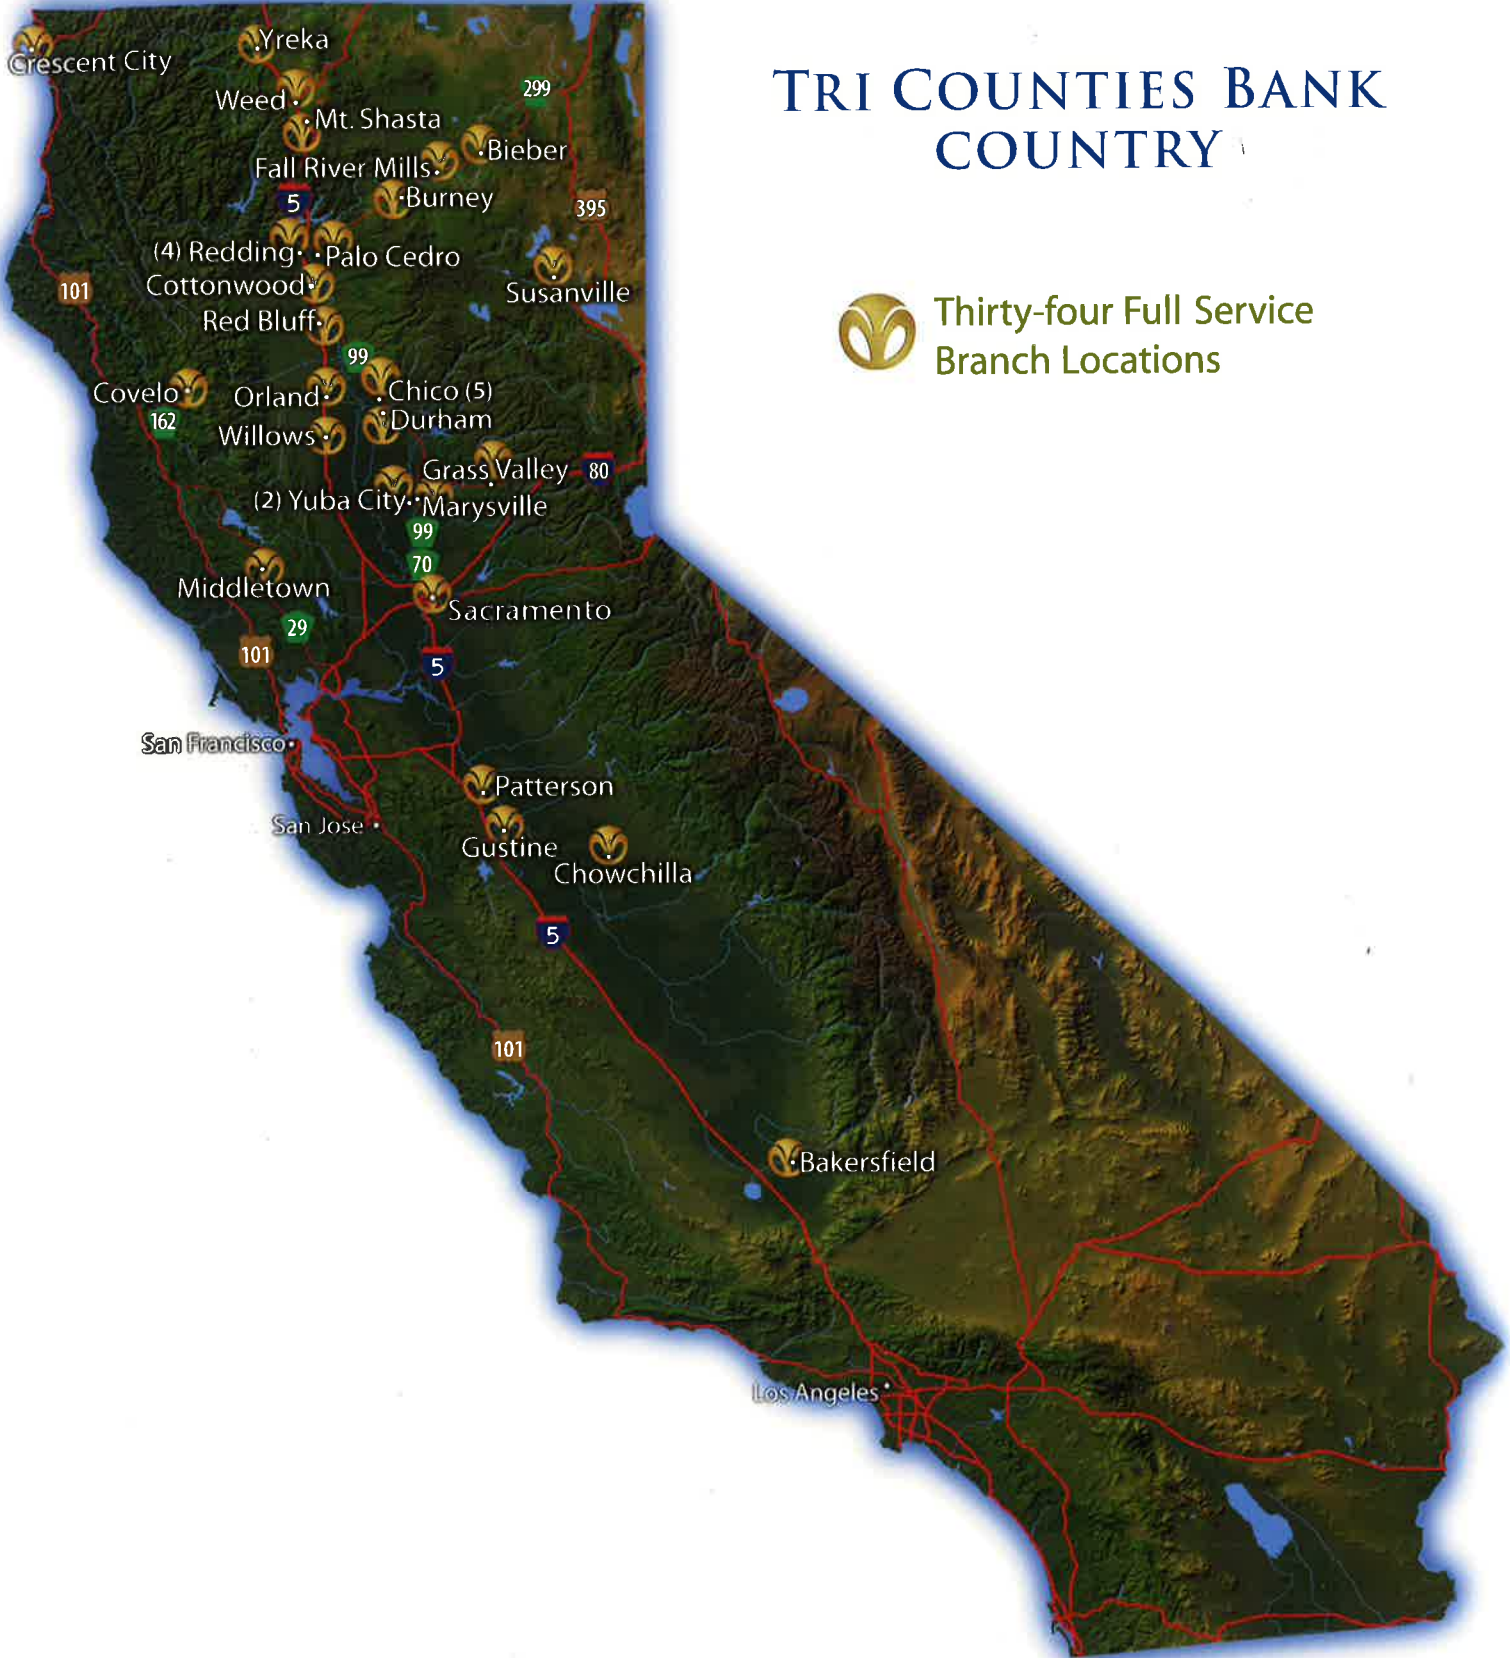 TRI COUNTIES BANK
COUNTRY
Thirty-four Full Service
Branch Locations
Crescent City
Yreka
Weed
Mt. Shasta
299
Bieber
Fall River Mills
Burney
5
395
(4) Redding
Palo Cedro
Cottonwood
Susanville
101
Red Bluff
99
Covelo
Orland
Chico (5)
162
Durham
Willows
Grass Valley
80
(2) Yuba City
Marysville
99
70
Middletown
Sacramento
29
101
5
San Francisco
Patterson
San Jose
Gustine
Chowchilla
5
101
Bakersfield
Los Angeles